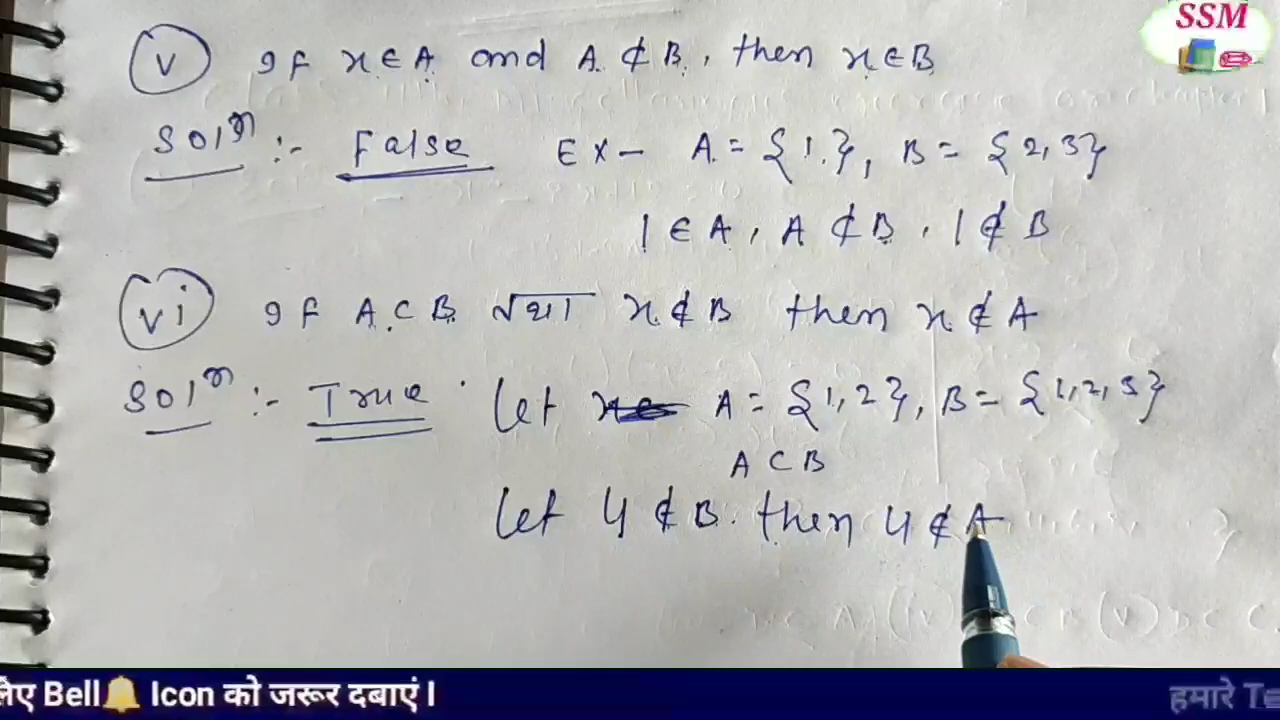 SSM
(v) If x ∈ A and A ⊄ B, then x ∈ B
Solⁿ :- False Ex - A = {1}, B = {2, 3}
1 ∈ A, A ⊄ B, 1 ∉ B
(vi) If A ⊂ B तथा x ∉ B then x ∉ A
Solⁿ :- True. Let A = {1, 2}, B = {1, 2, 3}
A ⊂ B
Let 4 ∉ B. then 4 ∉ A
लिए Bell🔔 Icon को जरूर दबाएं । हमारे